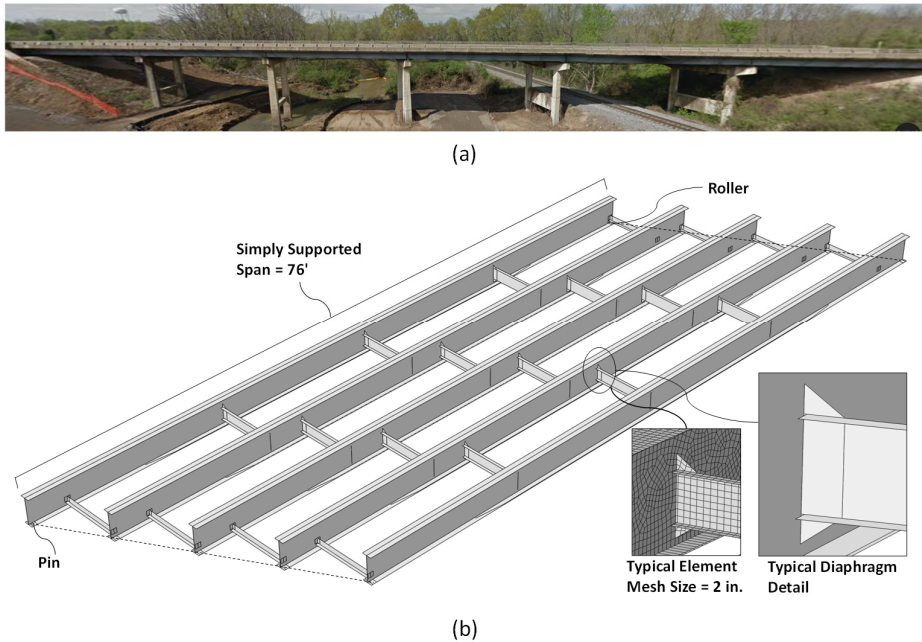 (a)
Roller
Simply Supported
Span = 76'
Pin
Typical Element
Mesh Size = 2 in.
Typical Diaphragm
Detail
(b)